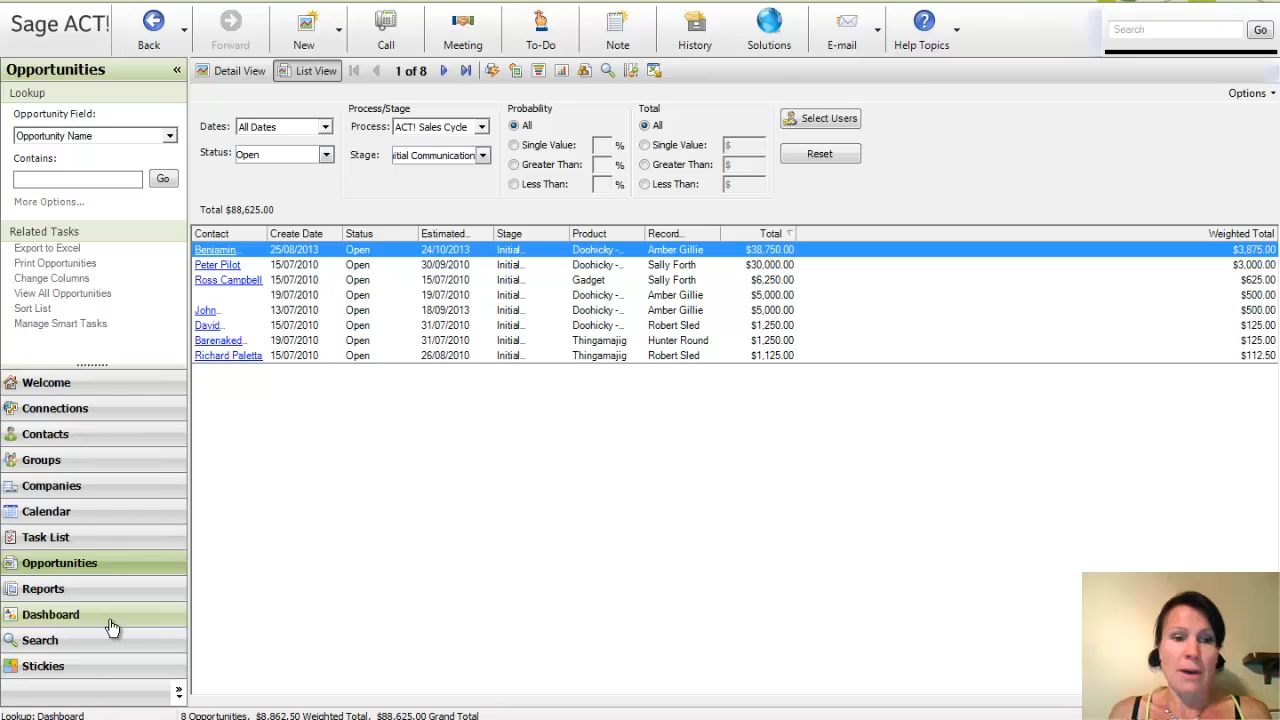 Sage ACT!
Back
Forward
New
Call
Meeting
To-Do
Note
History
Solutions
E-mail
Help Topics
Search
Go
Opportunities «
Detail View
List View
1 of 8
Lookup
Options
Opportunity Field:
Opportunity Name
Contains:
Go
More Options...
Dates: All Dates
Status: Open
Process/Stage
Process: ACT! Sales Cycle
Stage: itial Communication
Probability
All
Single Value: %
Greater Than: %
Less Than: %
Total
All
Single Value: $
Greater Than: $
Less Than: $
Select Users
Reset
Total $88,625.00
Related Tasks
Export to Excel
Print Opportunities
Change Columns
View All Opportunities
Sort List
Manage Smart Tasks
Contact Create Date Status Estimated... Stage Product Record... Total Weighted Total
Benjamin... 25/08/2013 Open 24/10/2013 Initial... Doohicky -... Amber Gillie $38,750.00 $3,875.00
Peter Pilot 15/07/2010 Open 30/09/2010 Initial... Doohicky -... Sally Forth $30,000.00 $3,000.00
Ross Campbell 15/07/2010 Open 15/07/2010 Initial... Gadget Sally Forth $6,250.00 $625.00
19/07/2010 Open 19/07/2010 Initial... Doohicky -... Amber Gillie $5,000.00 $500.00
John... 13/07/2010 Open 18/09/2013 Initial... Doohicky -... Amber Gillie $5,000.00 $500.00
David... 15/07/2010 Open 31/07/2010 Initial... Doohicky -... Robert Sled $1,250.00 $125.00
Barenaked... 19/07/2010 Open 31/07/2010 Initial... Thingamajig Hunter Round $1,250.00 $125.00
Richard Paletta 15/07/2010 Open 26/08/2010 Initial... Thingamajig Robert Sled $1,125.00 $112.50
Welcome
Connections
Contacts
Groups
Companies
Calendar
Task List
Opportunities
Reports
Dashboard
Search
Stickies
»
Lookup: Dashboard
8 Opportunities, $8,862.50 Weighted Total, $88,625.00 Grand Total